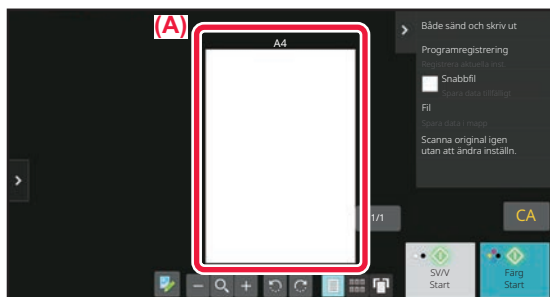 (A)
A4
Både sänd och skriv ut
Programregistrering
Registrera aktuella inst
Snabbfil
Spara data tillfälligt
Fil
Spara data i mapp
Scanna original igen
utan att ändra inställn.
1/1
CA
SV/V
Start
Färg
Start